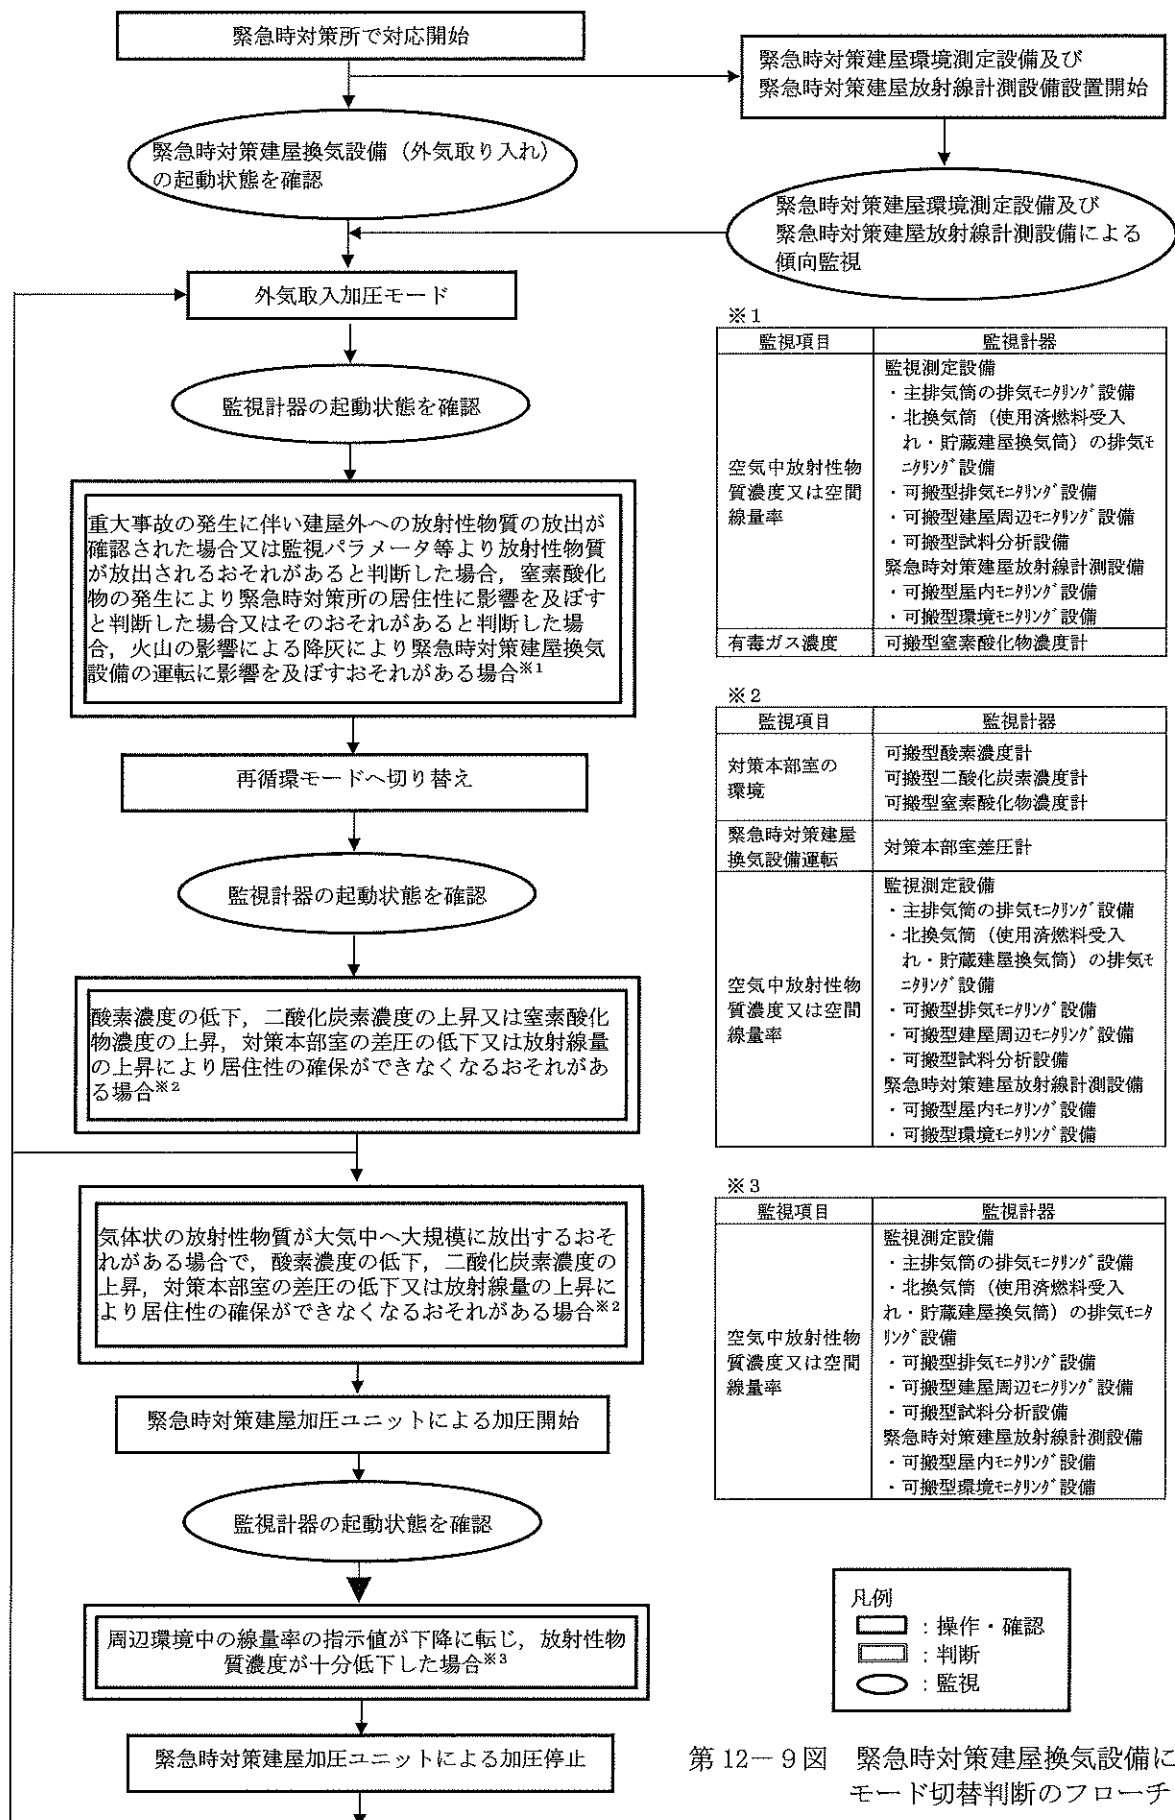 緊急時対策所で対応開始
緊急時対策建屋環境測定設備及び
緊急時対策建屋放射線計測設備設置開始
緊急時対策建屋換気設備（外気取り入れ）
の起動状態を確認
緊急時対策建屋環境測定設備及び
緊急時対策建屋放射線計測設備による
傾向監視
外気取入加圧モード
監視計器の起動状態を確認
重大事故の発生に伴い建屋外への放射性物質の放出が
確認された場合又は監視パラメータ等より放射性物質
が放出されるおそれがあると判断した場合，窒素酸化
物の発生により緊急時対策所の居住性に影響を及ぼす
と判断した場合又はそのおそれがあると判断した場
合，火山の影響による降灰により緊急時対策建屋換気
設備の運転に影響を及ぼすおそれがある場合※1
再循環モードへ切り替え
監視計器の起動状態を確認
酸素濃度の低下，二酸化炭素濃度の上昇又は窒素酸化
物濃度の上昇，対策本部室の差圧の低下又は放射線量
の上昇により居住性の確保ができなくなるおそれがあ
る場合※2
気体状の放射性物質が大気中へ大規模に放出するおそ
れがある場合で，酸素濃度の低下，二酸化炭素濃度の
上昇，対策本部室の差圧の低下又は放射線量の上昇に
より居住性の確保ができなくなるおそれがある場合※2
緊急時対策建屋加圧ユニットによる加圧開始
監視計器の起動状態を確認
周辺環境中の線量率の指示値が下降に転じ，放射性物
質濃度が十分低下した場合※3
緊急時対策建屋加圧ユニットによる加圧停止
※1
監視項目 監視計器
空気中放射性物
質濃度又は空間
線量率
監視測定設備
・主排気筒の排気ﾓﾆﾀﾘﾝｸﾞ設備
・北換気筒（使用済燃料受入
れ・貯蔵建屋換気筒）の排気ﾓ
ﾆﾀﾘﾝｸﾞ設備
・可搬型排気ﾓﾆﾀﾘﾝｸﾞ設備
・可搬型建屋周辺ﾓﾆﾀﾘﾝｸﾞ設備
・可搬型試料分析設備
緊急時対策建屋放射線計測設備
・可搬型屋内ﾓﾆﾀﾘﾝｸﾞ設備
・可搬型環境ﾓﾆﾀﾘﾝｸﾞ設備
有毒ガス濃度 可搬型窒素酸化物濃度計
※2
監視項目 監視計器
対策本部室の
環境
可搬型酸素濃度計
可搬型二酸化炭素濃度計
可搬型窒素酸化物濃度計
緊急時対策建屋
換気設備運転
対策本部室差圧計
空気中放射性物
質濃度又は空間
線量率
監視測定設備
・主排気筒の排気ﾓﾆﾀﾘﾝｸﾞ設備
・北換気筒（使用済燃料受入
れ・貯蔵建屋換気筒）の排気ﾓ
ﾆﾀﾘﾝｸﾞ設備
・可搬型排気ﾓﾆﾀﾘﾝｸﾞ設備
・可搬型建屋周辺ﾓﾆﾀﾘﾝｸﾞ設備
・可搬型試料分析設備
緊急時対策建屋放射線計測設備
・可搬型屋内ﾓﾆﾀﾘﾝｸﾞ設備
・可搬型環境ﾓﾆﾀﾘﾝｸﾞ設備
※3
監視項目 監視計器
空気中放射性物
質濃度又は空間
線量率
監視測定設備
・主排気筒の排気ﾓﾆﾀﾘﾝｸﾞ設備
・北換気筒（使用済燃料受入
れ・貯蔵建屋換気筒）の排気ﾓﾆﾀ
ﾘﾝｸﾞ設備
・可搬型排気ﾓﾆﾀﾘﾝｸﾞ設備
・可搬型建屋周辺ﾓﾆﾀﾘﾝｸﾞ設備
・可搬型試料分析設備
緊急時対策建屋放射線計測設備
・可搬型屋内ﾓﾆﾀﾘﾝｸﾞ設備
・可搬型環境ﾓﾆﾀﾘﾝｸﾞ設備
凡例
：操作・確認
：判断
：監視
第12－9図 緊急時対策建屋換気設備に
モード切替判断のフローチ